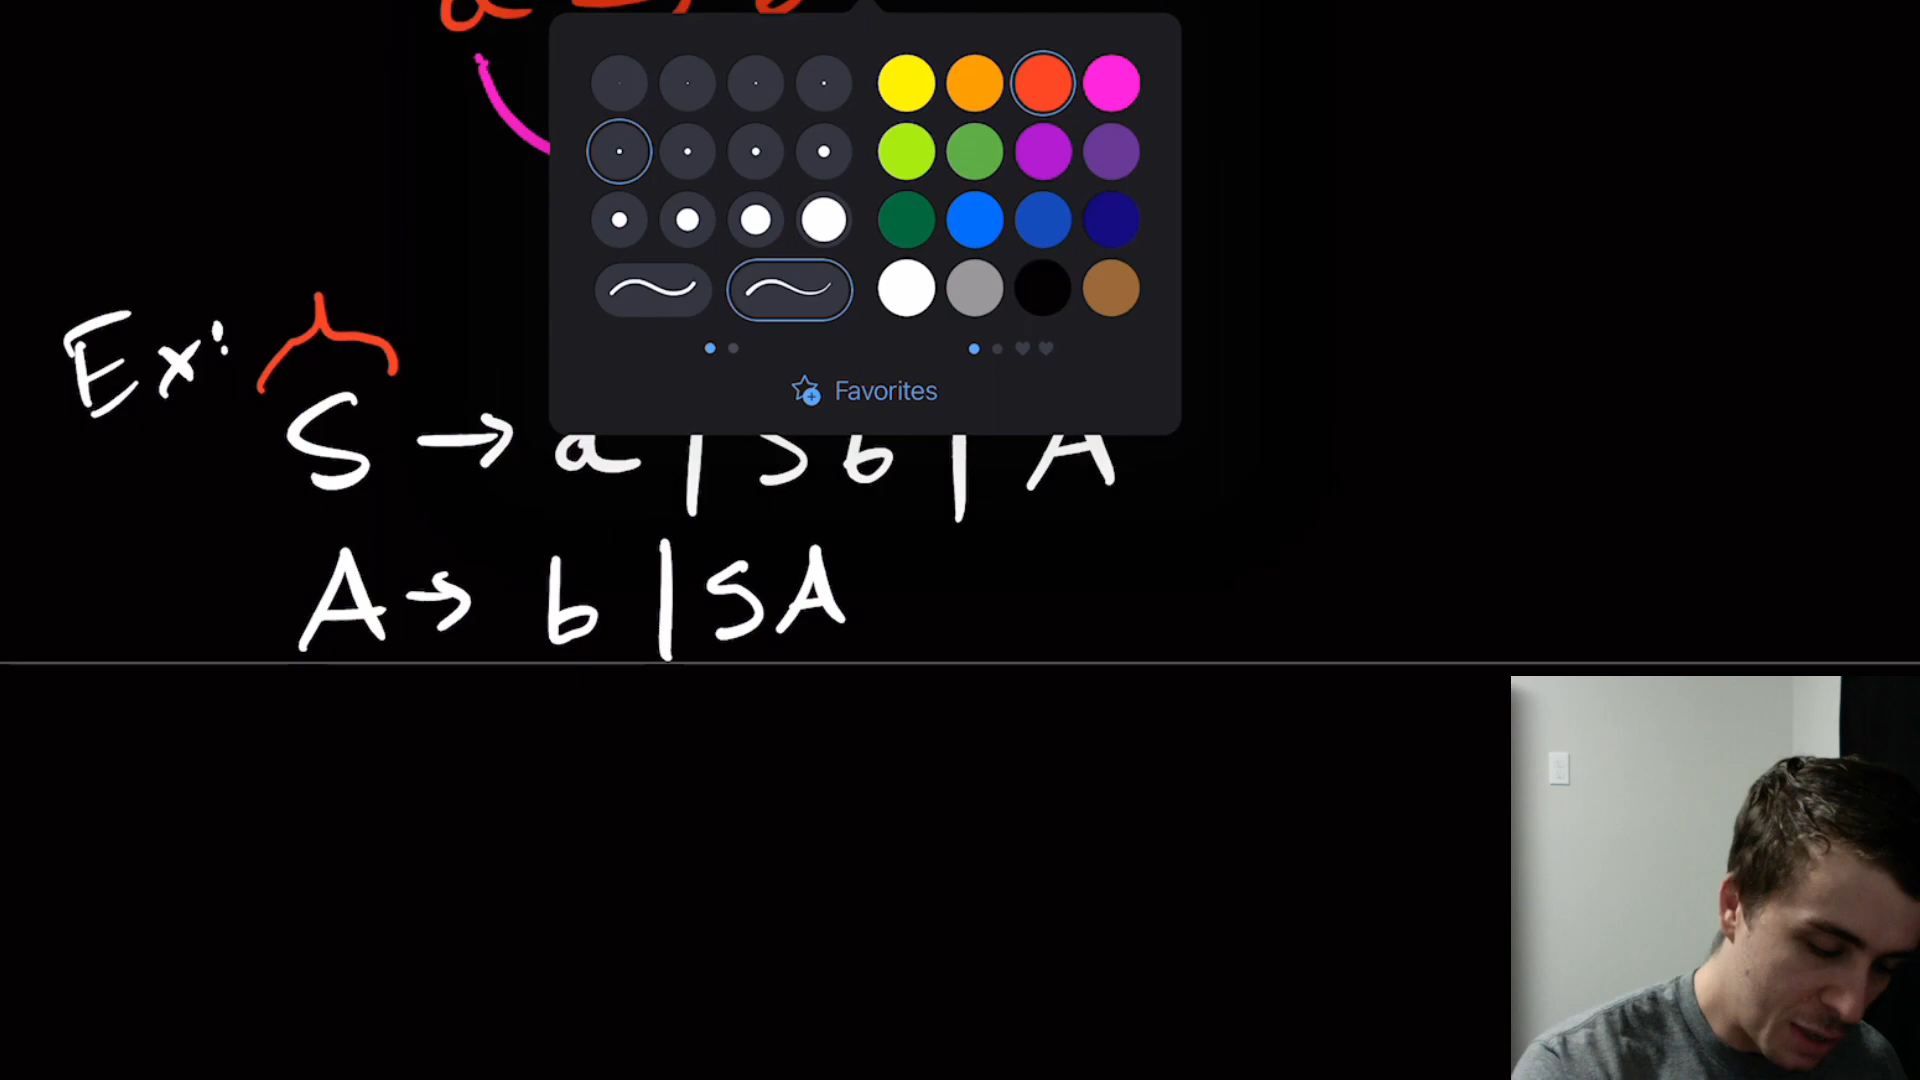 Favorites
Ex:
S → a | Sb | A
A → b | SA